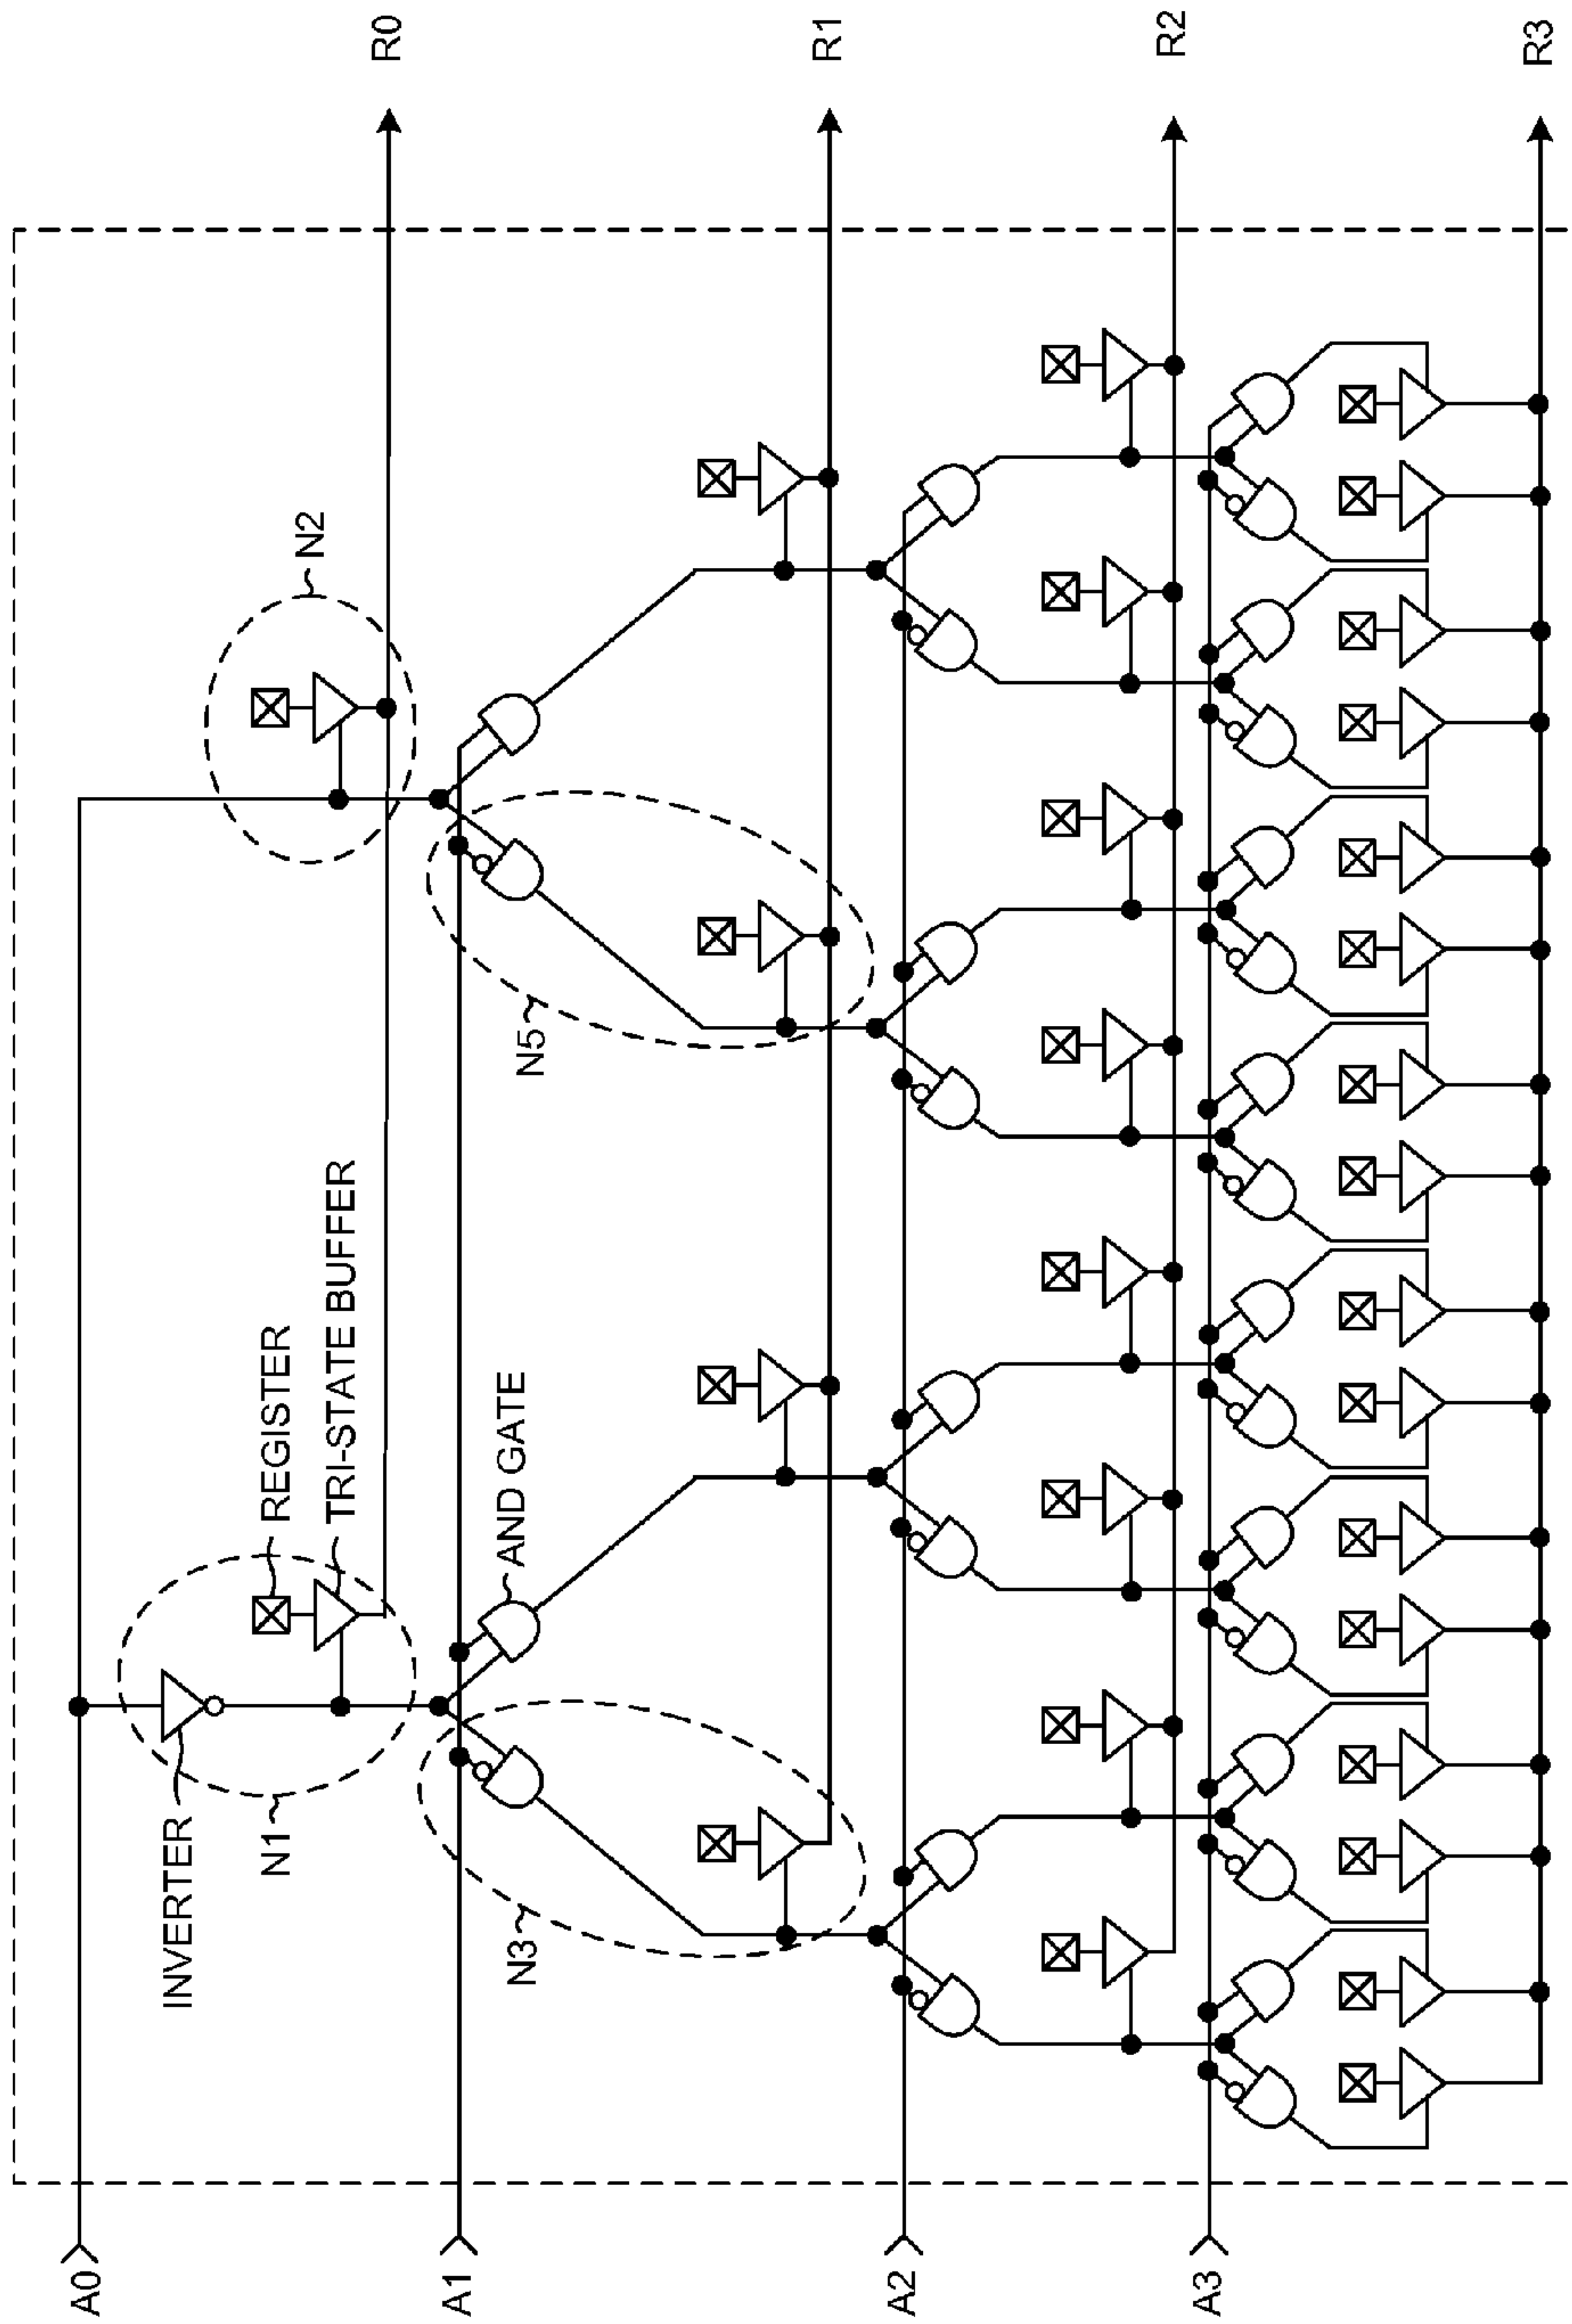 A0
A1
A2
A3
INVERTER
N1
REGISTER
TRI-STATE BUFFER
N2
AND GATE
N3
N5
R0
R1
R2
R3